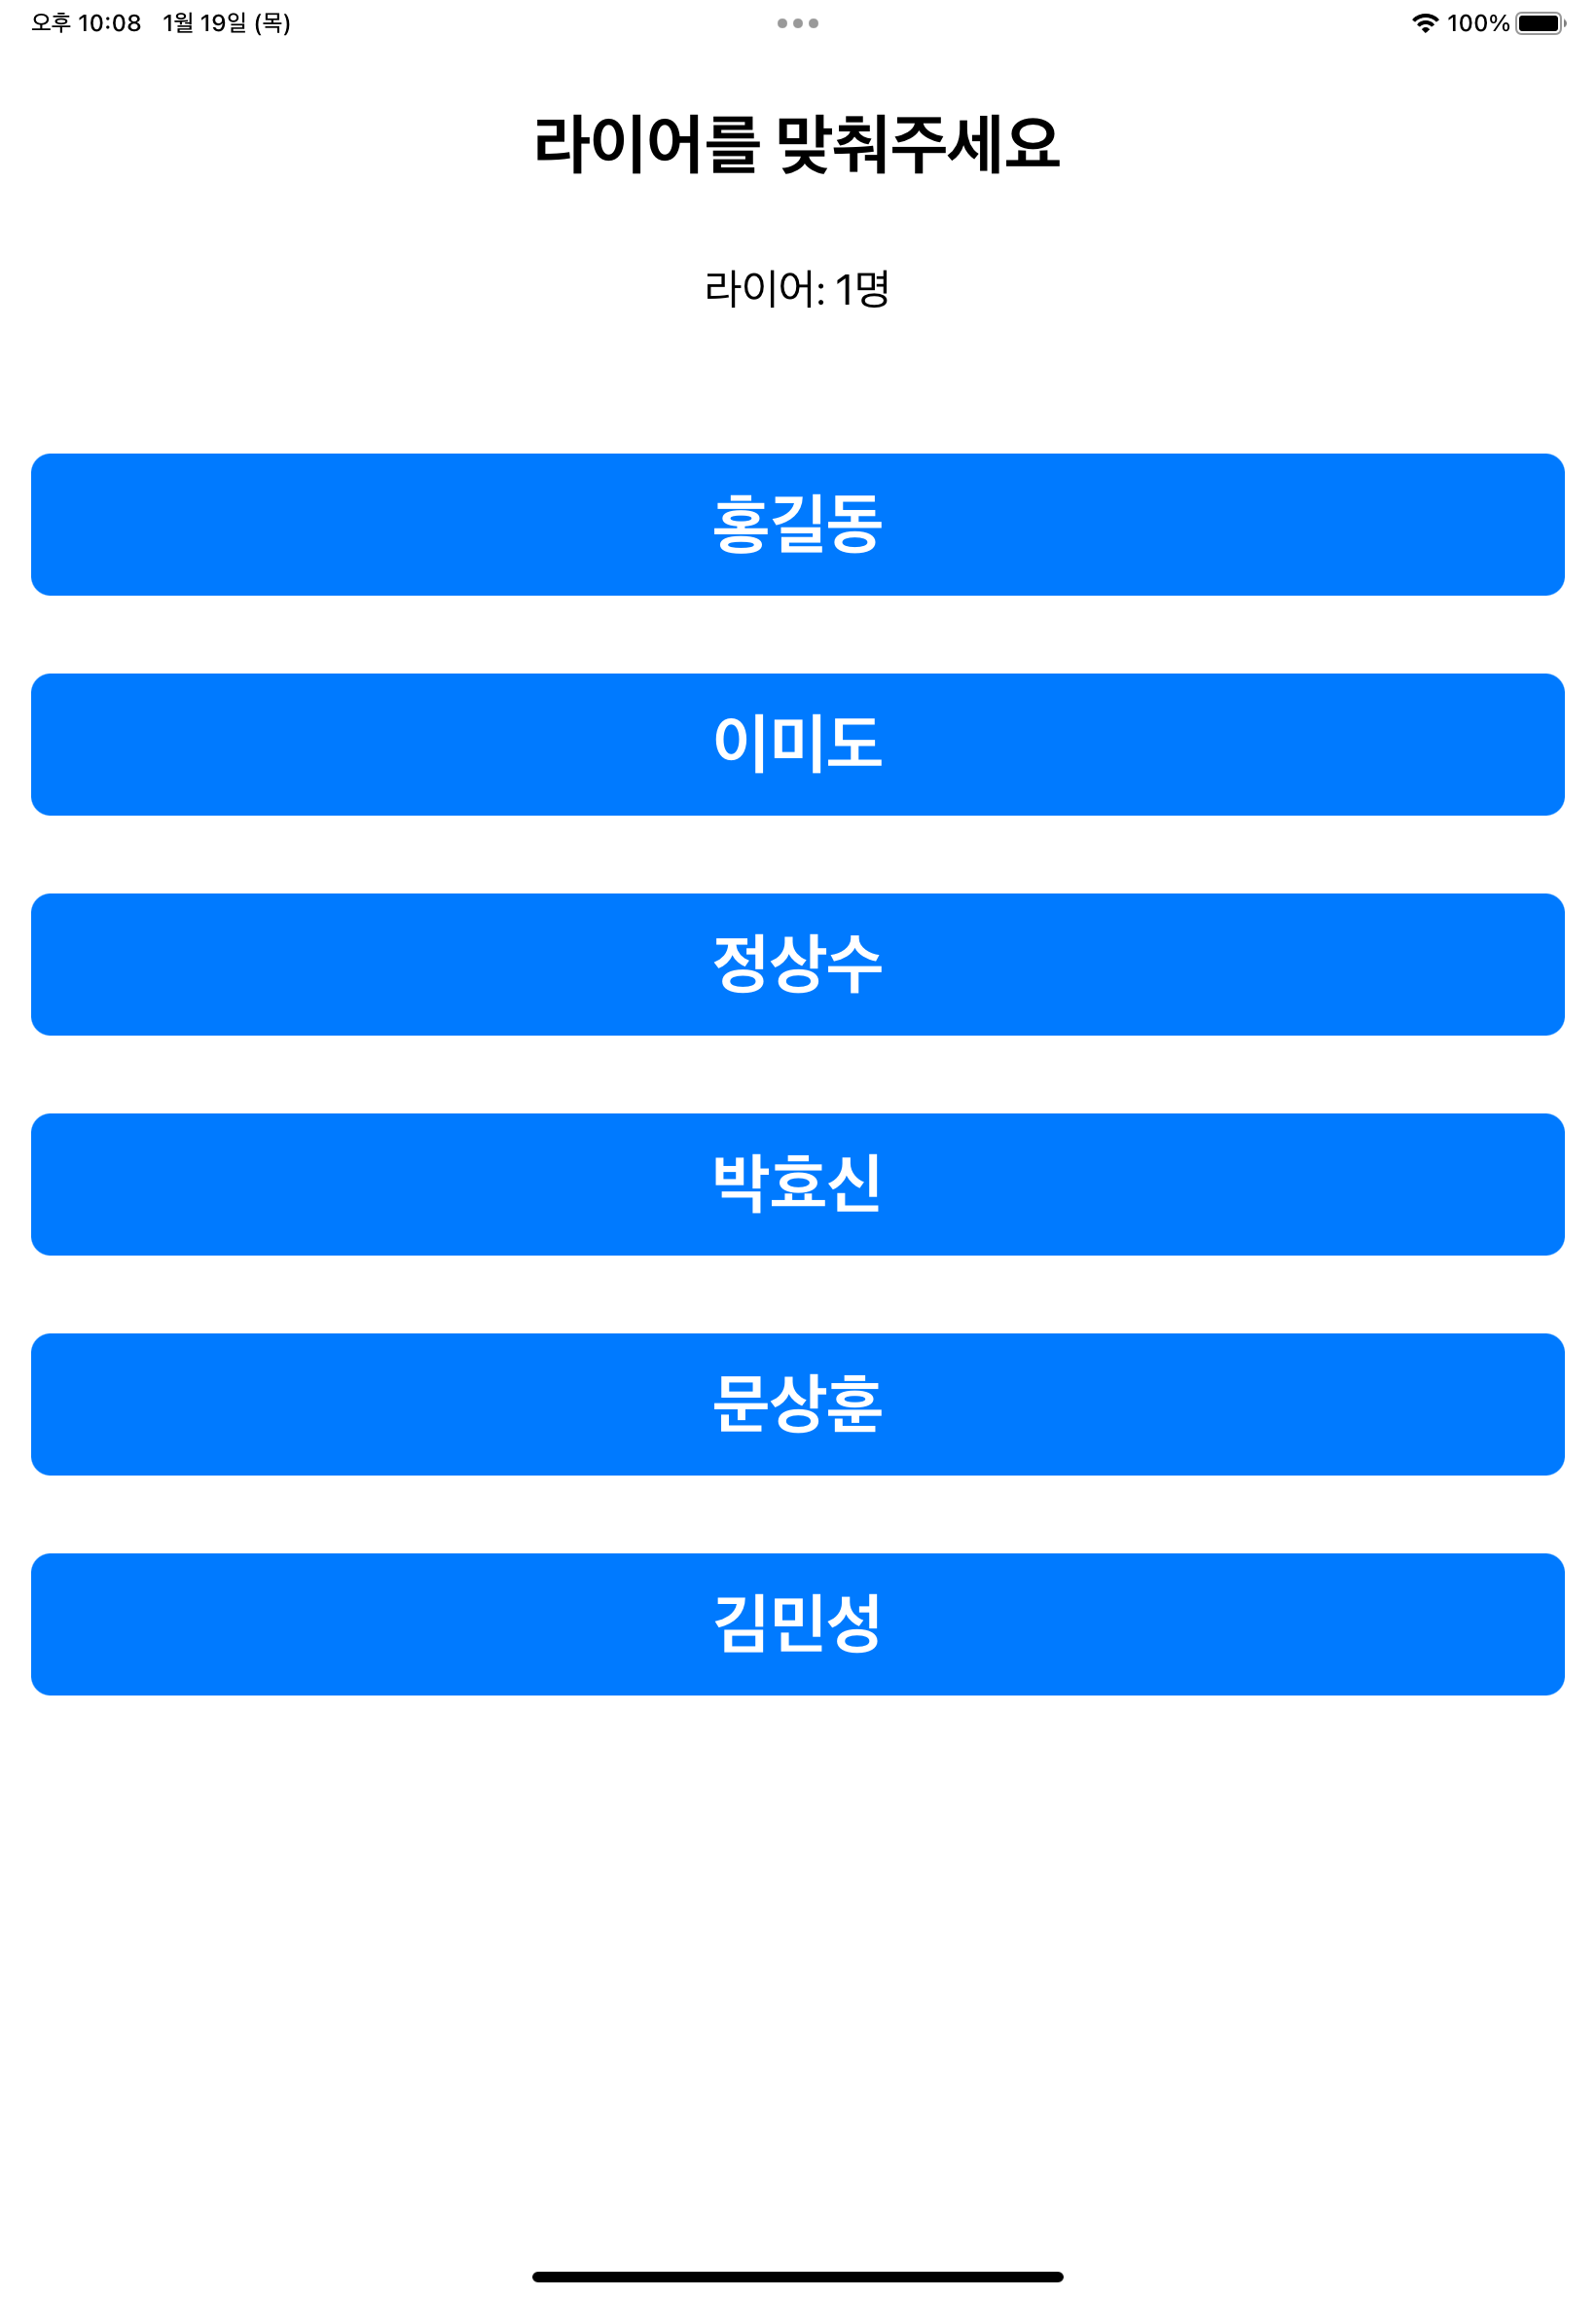 오후 10:08 1월 19일 (목)
100%
라이어를 맞춰주세요
라이어: 1명
홍길동
이미도
정상수
박효신
문상훈
김민성